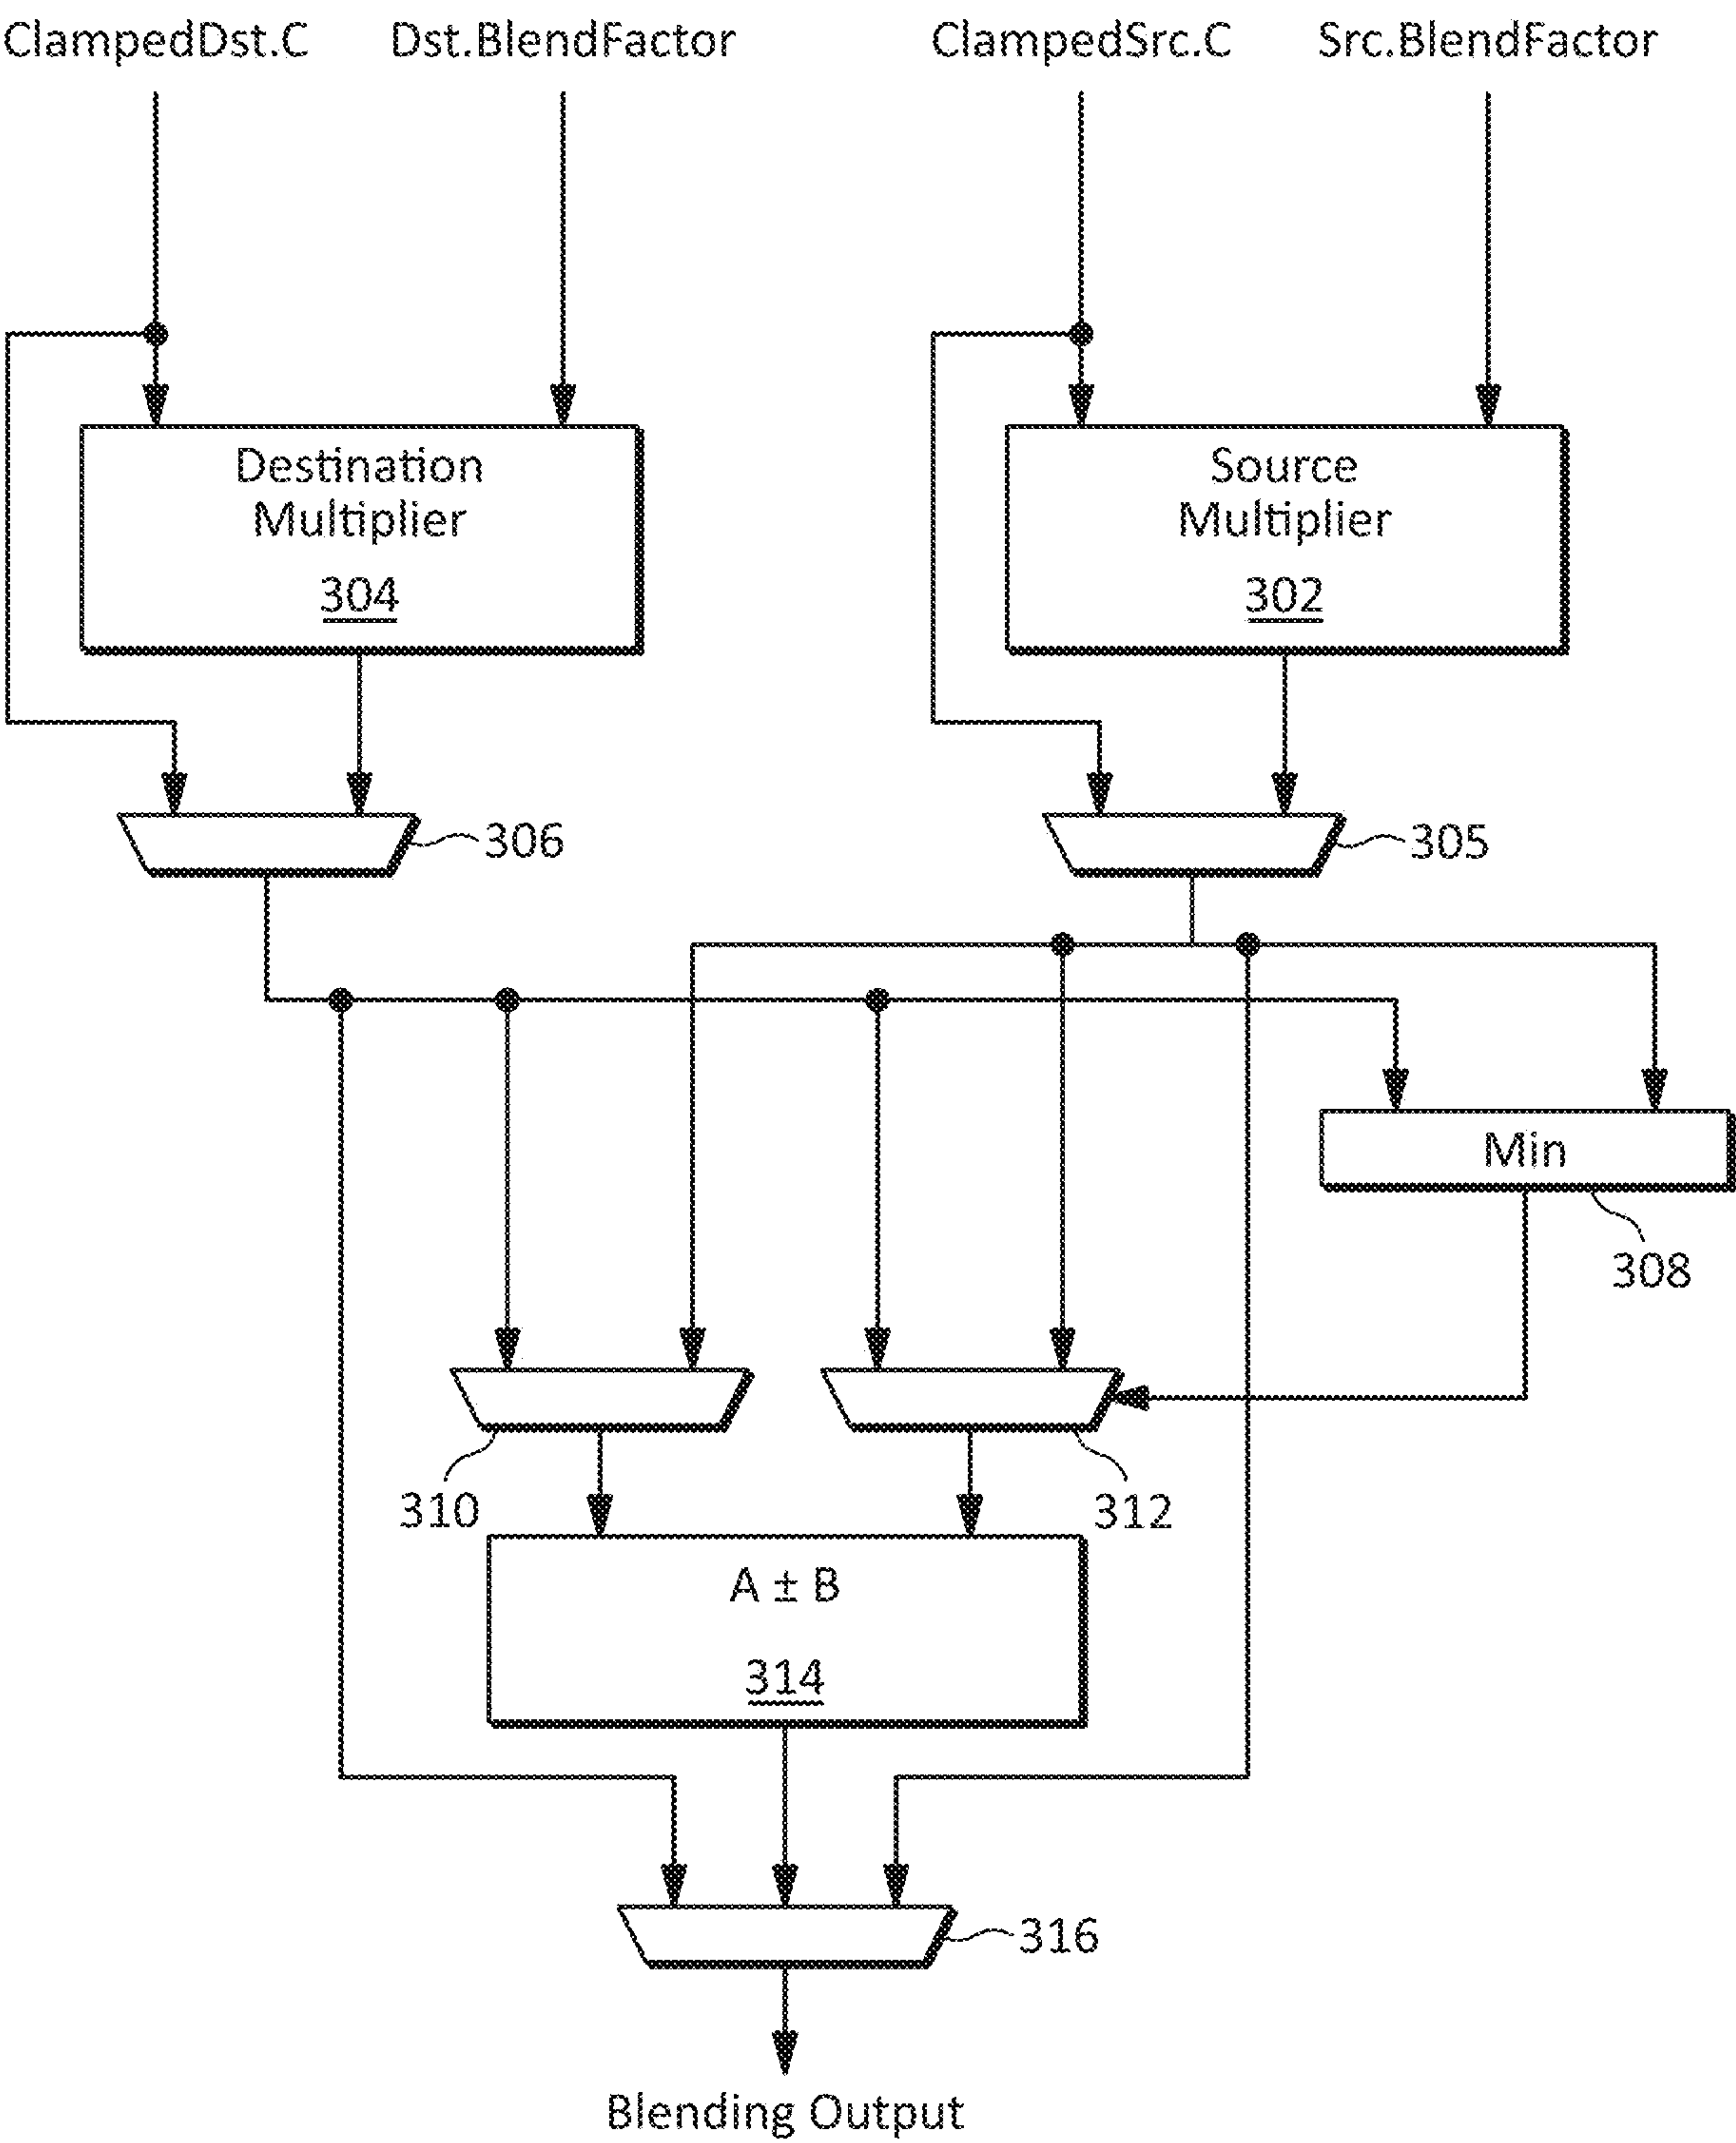 ClampedDst.C
Dst.BlendFactor
ClampedSrc.C
Src.BlendFactor
Destination
Multiplier
304
Source
Multiplier
302
306
305
Min
308
310
312
A ± B
314
316
Blending Output